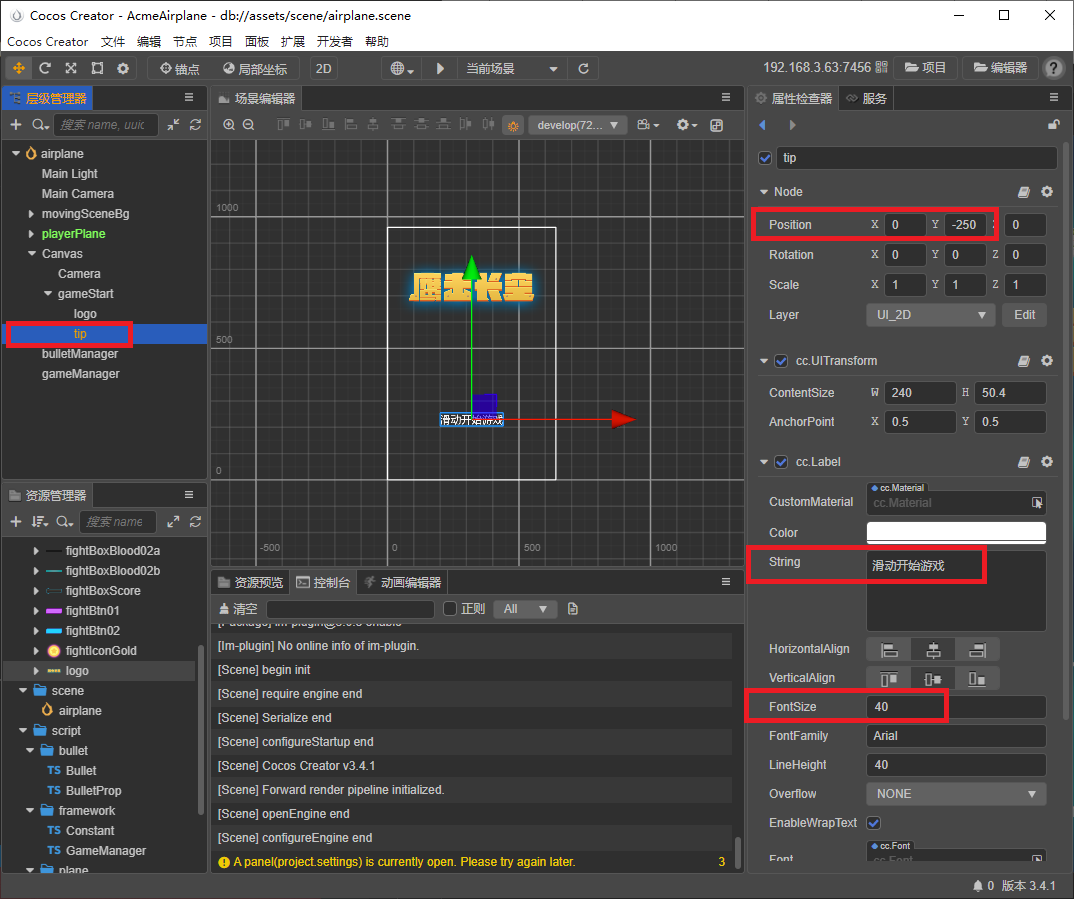 Cocos Creator - AcmeAirplane - db://assets/scene/airplane.scene
Cocos Creator 文件 编辑 节点 项目 面板 扩展 开发者 帮助
锚点 局部坐标 2D 当前场景 192.168.3.63:7456 项目 编辑器 ?
层级管理器
搜索 name, uuic
airplane
Main Light
Main Camera
movingSceneBg
playerPlane
Canvas
Camera
gameStart
logo
tip
bulletManager
gameManager
资源管理器
搜索 name
fightBoxBlood02a
fightBoxBlood02b
fightBoxScore
fightBtn01
fightBtn02
fightIconGold
logo
scene
airplane
script
bullet
TS Bullet
TS BulletProp
framework
TS Constant
TS GameManager
plane
场景编辑器
develop(72...
1000
500
0
-500 0 500 1000
滑动开始游戏
资源预览 控制台 动画编辑器
清空 正则 All
[Im-plugin] No online info of im-plugin.
[Scene] begin init
[Scene] require engine end
[Scene] Serialize end
[Scene] configureStartup end
[Scene] Cocos Creator v3.4.1
[Scene] Forward render pipeline initialized.
[Scene] openEngine end
[Scene] configureEngine end
A panel(project.settings) is currently open. Please try again later. 3
属性检查器 服务
tip
Node
Position X 0 Y -250 0
Rotation X 0 Y 0 Z 0
Scale X 1 Y 1 Z 1
Layer UI_2D Edit
cc.UITransform
ContentSize W 240 H 50.4
AnchorPoint X 0.5 Y 0.5
cc.Label
cc.Material
CustomMaterial cc.Material
Color
String 滑动开始游戏
HorizontalAlign
VerticalAlign
FontSize 40
FontFamily Arial
LineHeight 40
Overflow NONE
EnableWrapText
cc.Font
Font cc.Font
0 版本 3.4.1